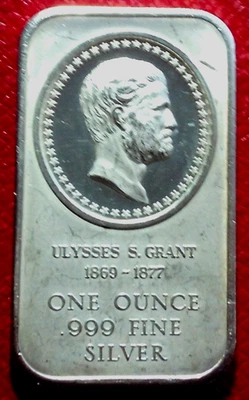 ULYSSES S. GRANT
1869-1877
ONE OUNCE
.999 FINE
SILVER